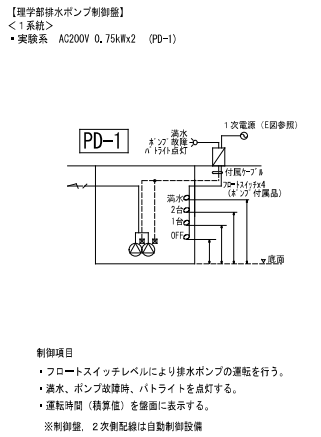 【理学部排水ポンプ制御盤】
＜１系統＞
・実験系　AC200V 0.75kWx2　(PD-1)
１次電源（E図参照）
満水
ポンプ故障
パトライト点灯
PD-1
付属ケーブル
フロートスイッチx4
（ポンプ付属品）
満水
2台
1台
OFF
底面
制御項目
・フロートスイッチレベルにより排水ポンプの運転を行う。
・満水、ポンプ故障時、パトライトを点灯する。
・運転時間（積算値）を盤面に表示する。
※制御盤、２次側配線は自動制御設備